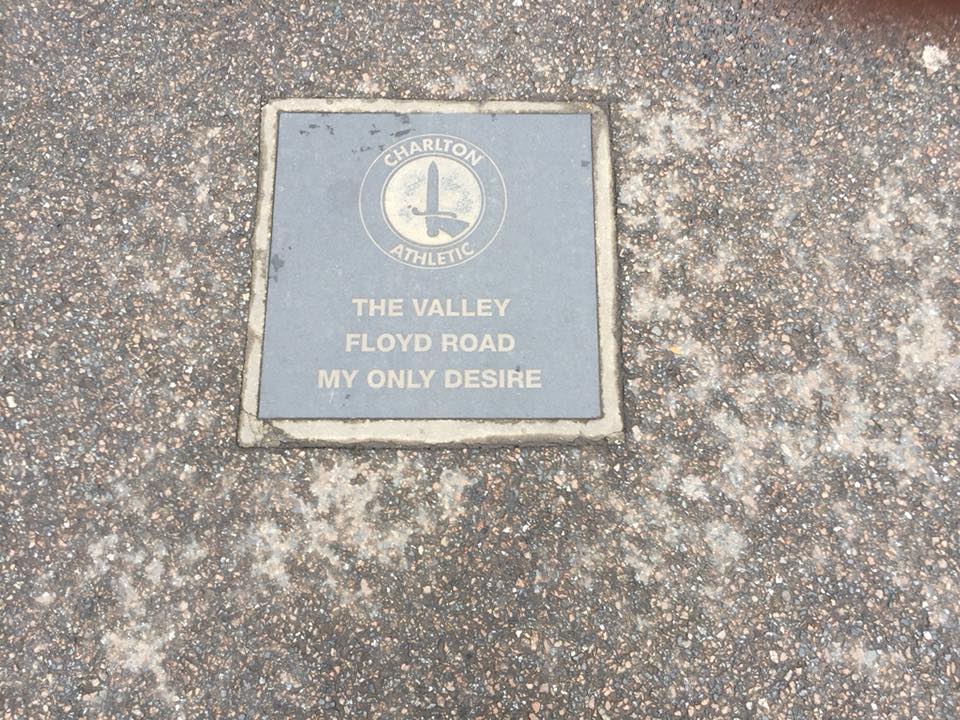 CHARLTON
ATHLETIC
THE VALLEY
FLOYD ROAD
MY ONLY DESIRE